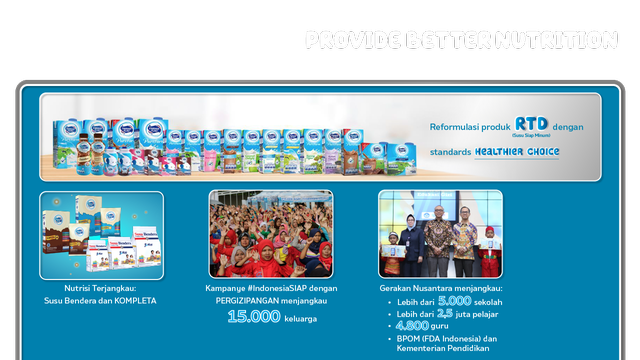 PROVIDE BETTER NUTRITION
Reformulasi produk RTD dengan
(Susu Siap Minum)
standards HEALTHIER CHOICE
Nutrisi Terjangkau:
Susu Bendera dan KOMPLETA
Kampanye #IndonesiaSIAP dengan
PERGIZIPANGAN menjangkau
15.000 keluarga
Gerakan Nusantara menjangkau:
• Lebih dari 5.000 sekolah
• Lebih dari 2,5 juta pelajar
• 4.800 guru
• BPOM (FDA Indonesia) dan
Kementerian Pendidikan